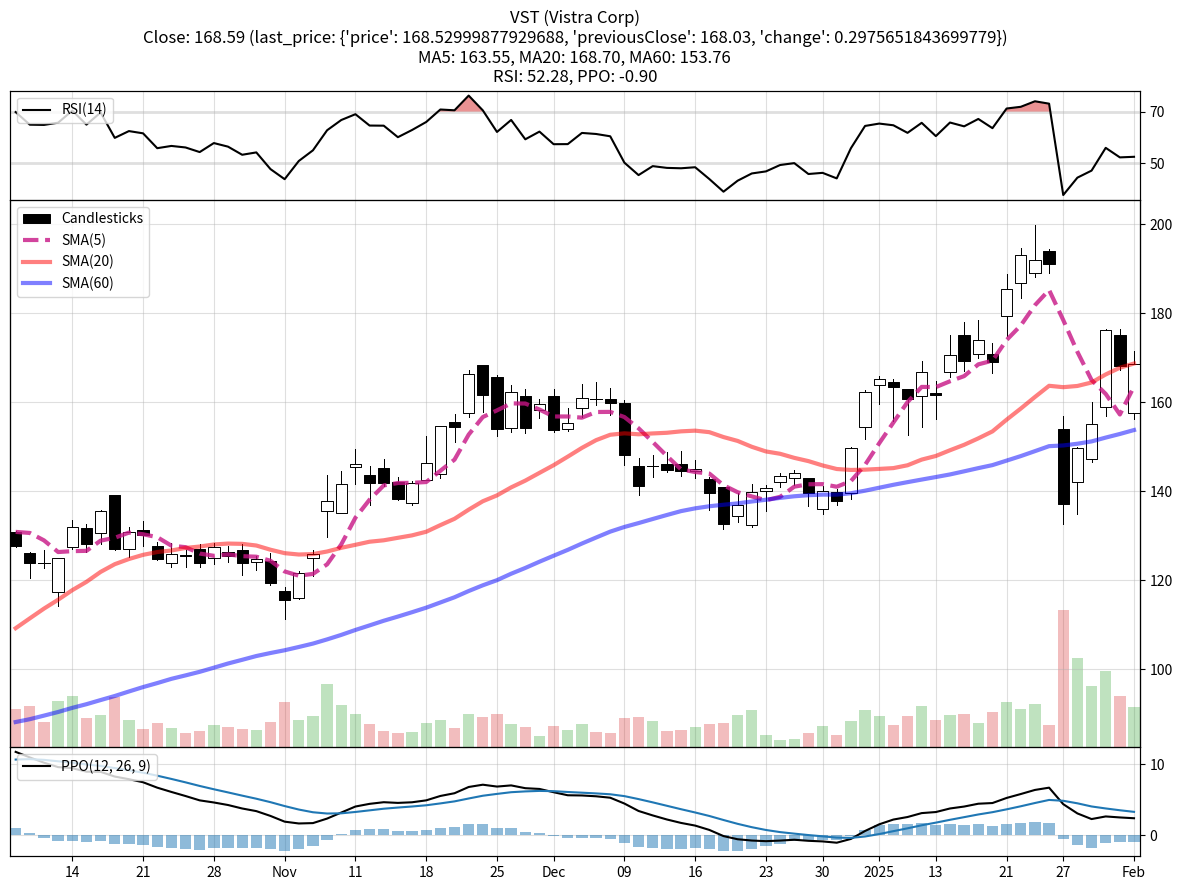 VST (Vistra Corp)
Close: 168.59 (last_price: {'price': 168.52999877929688, 'previousClose': 168.03, 'change': 0.2975651843699779})
MA5: 163.55, MA20: 168.70, MA60: 153.76
RSI: 52.28, PPO: -0.90
RSI(14)
70
50
Candlesticks
SMA(5)
SMA(20)
SMA(60)
200
180
160
140
120
100
PPO(12, 26, 9)
10
0
14 21 28 Nov 11 18 25 Dec 09 16 23 30 2025 13 21 27 Feb